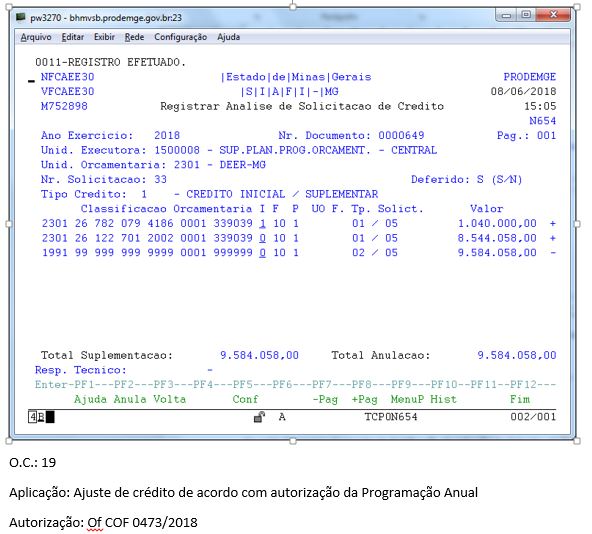 pw3270 - bhmvsb.prodemge.gov.br:23
Arquivo Editar Exibir Rede Configuração Ajuda
0011-REGISTRO EFETUADO.
NFCAEE30 |Estado|de|Minas|Gerais PRODEMGE
VFCAEE30 |S|I|A|F|I|-|MG 08/06/2018
M752898 Registrar Analise de Solicitacao de Credito 15:05
N654
Ano Exercicio: 2018 Nr. Documento: 0000649 Pag.: 001
Unid. Executora: 1500008 - SUP.PLAN.PROG.ORCAMENT. - CENTRAL
Unid. Orcamentaria: 2301 - DEER-MG
Nr. Solicitacao: 33 Deferido: S (S/N)
Tipo Credito: 1 - CREDITO INICIAL / SUPLEMENTAR
Classificacao Orcamentaria I F P UO F. Tp. Solict. Valor
2301 26 782 079 4186 0001 339039 1 10 1 01 / 05 1.040.000,00 +
2301 26 122 701 2002 0001 339039 0 10 1 01 / 05 8.544.058,00 +
1991 99 999 999 9999 0001 999999 0 10 1 02 / 05 9.584.058,00 -
Total Suplementacao: 9.584.058,00 Total Anulacao: 9.584.058,00
Resp. Tecnico: -
Enter-PF1---PF2---PF3---PF4---PF5---PF6---PF7---PF8---PF9---PF10--PF11--PF12---
Ajuda Anula Volta Conf -Pag +Pag MenuP Hist Fim
4B A TCPON654 002/001
O.C.: 19
Aplicação: Ajuste de crédito de acordo com autorização da Programação Anual
Autorização: Of COF 0473/2018